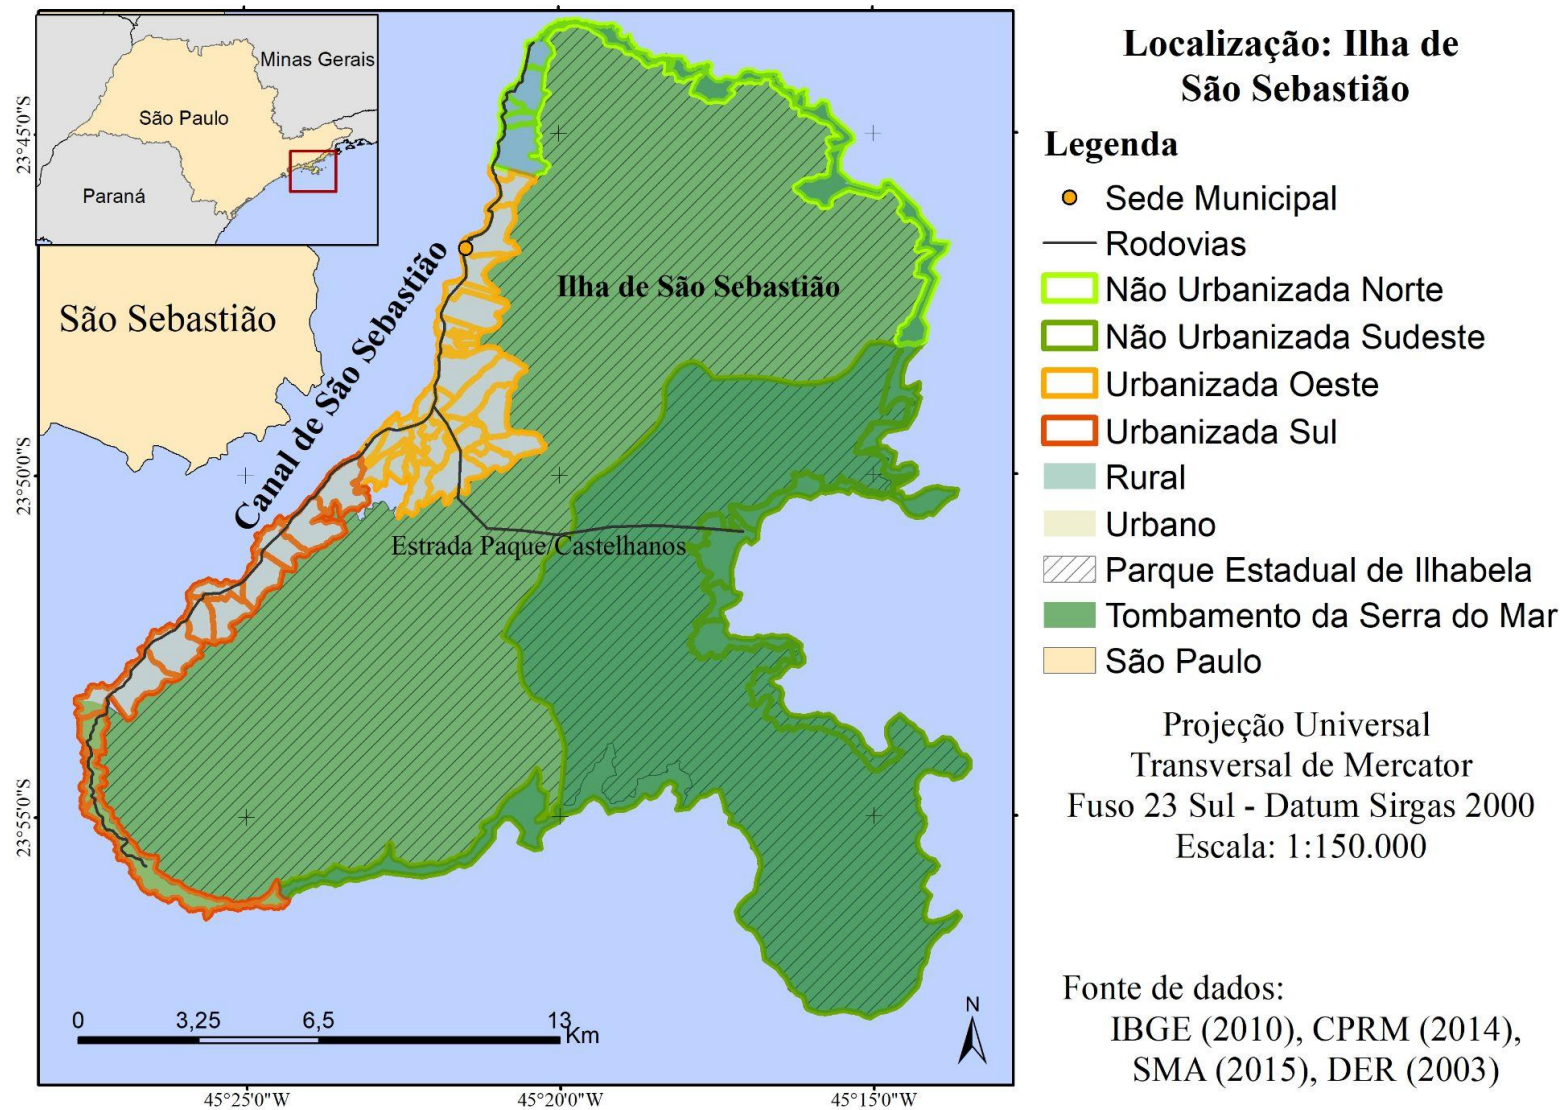 Minas Gerais
São Paulo
Paraná
São Sebastião
Canal de São Sebastião
Ilha de São Sebastião
Estrada Paque/Castelhanos
0 3,25 6,5 13
Km
N
23°45'0"S
23°50'0"S
23°55'0"S
45°25'0"W 45°20'0"W 45°15'0"W
Localização: Ilha de
São Sebastião
Legenda
Sede Municipal
Rodovias
Não Urbanizada Norte
Não Urbanizada Sudeste
Urbanizada Oeste
Urbanizada Sul
Rural
Urbano
Parque Estadual de Ilhabela
Tombamento da Serra do Mar
São Paulo
Projeção Universal
Transversal de Mercator
Fuso 23 Sul - Datum Sirgas 2000
Escala: 1:150.000
Fonte de dados:
IBGE (2010), CPRM (2014),
SMA (2015), DER (2003)